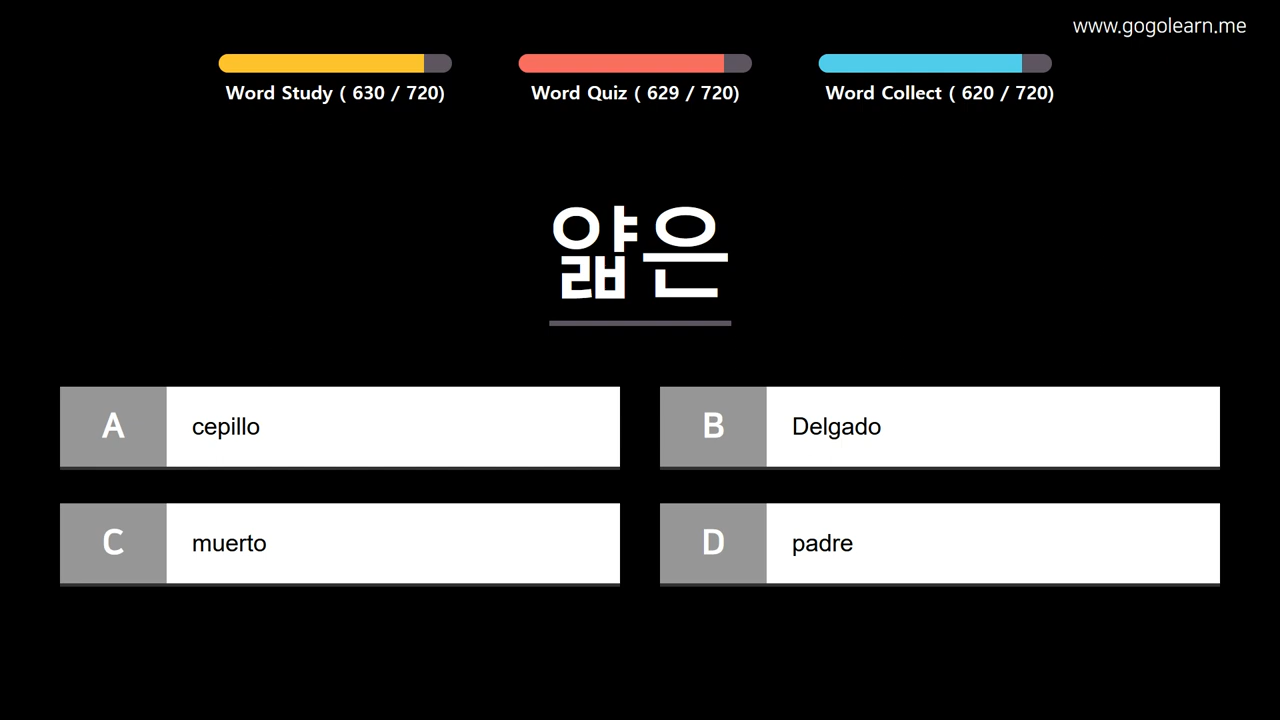 www.gogolearn.me
Word Study ( 630 / 720)
Word Quiz ( 629 / 720)
Word Collect ( 620 / 720)
얇은
A cepillo
B Delgado
C muerto
D padre